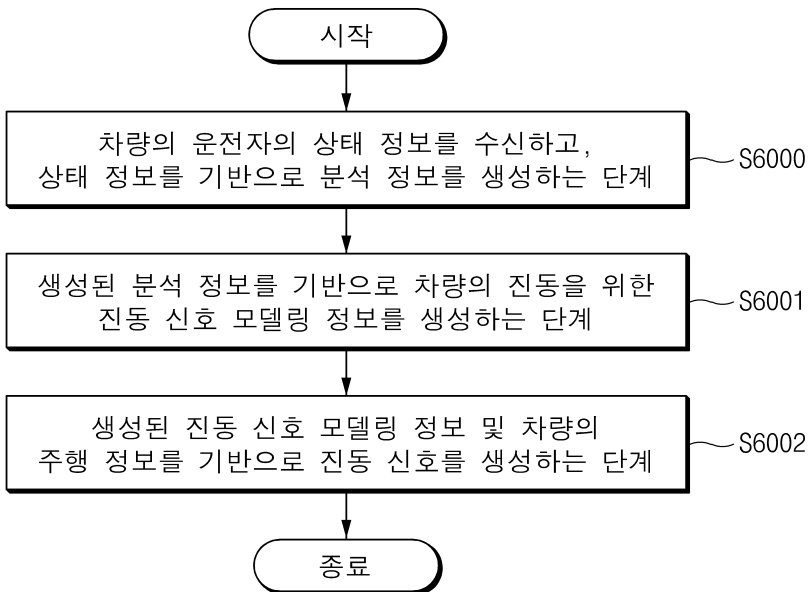 시작
차량의 운전자의 상태 정보를 수신하고,
상태 정보를 기반으로 분석 정보를 생성하는 단계
S6000
생성된 분석 정보를 기반으로 차량의 진동을 위한
진동 신호 모델링 정보를 생성하는 단계
S6001
생성된 진동 신호 모델링 정보 및 차량의
주행 정보를 기반으로 진동 신호를 생성하는 단계
S6002
종료